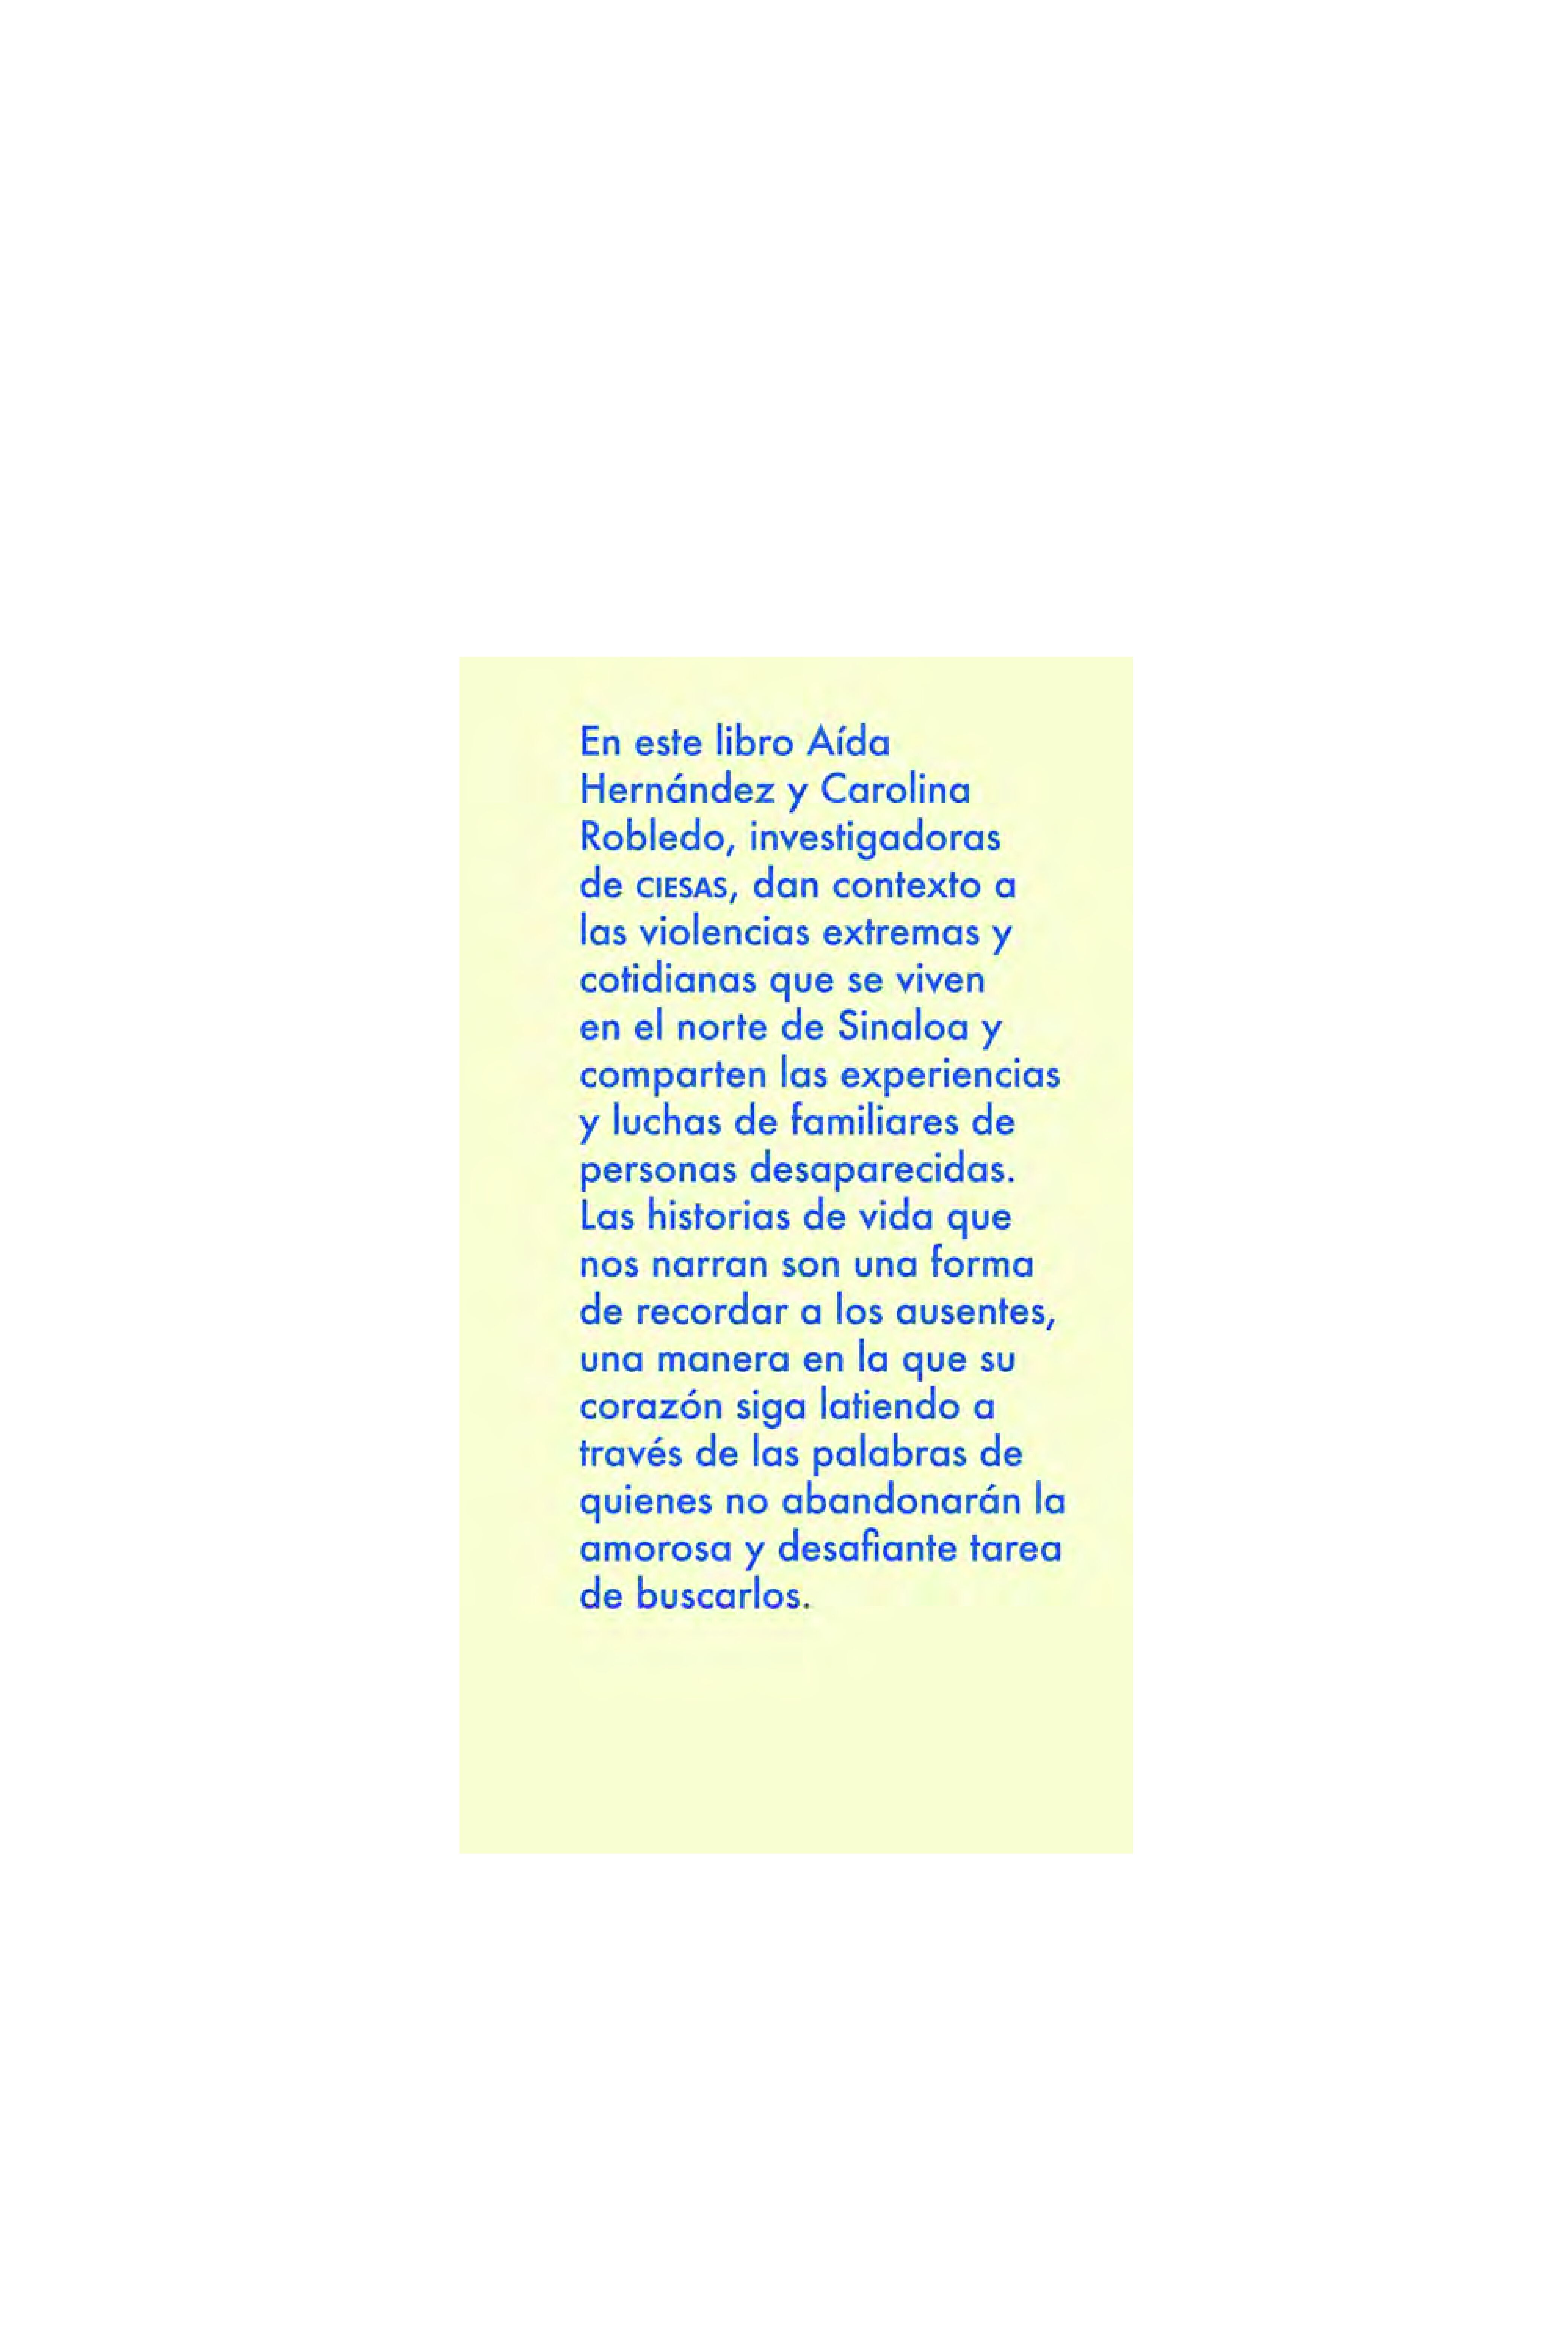 En este libro Aída
Hernández y Carolina
Robledo, investigadoras
de CIESAS, dan contexto a
las violencias extremas y
cotidianas que se viven
en el norte de Sinaloa y
comparten las experiencias
y luchas de familiares de
personas desaparecidas.
Las historias de vida que
nos narran son una forma
de recordar a los ausentes,
una manera en la que su
corazón siga latiendo a
través de las palabras de
quienes no abandonarán la
amorosa y desafiante tarea
de buscarlos.